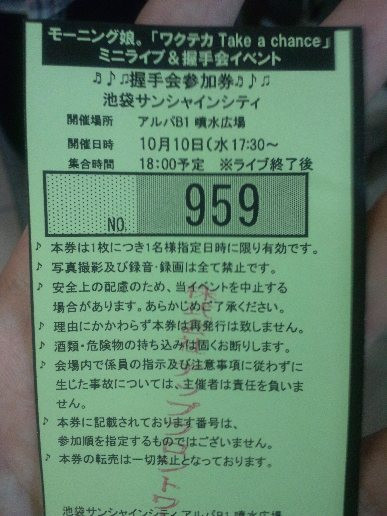 モーニング娘。「ワクテカ Take a chance」
ミニライブ&握手会イベント
♪♪♫握手会参加券♪♪♫
池袋サンシャインシティ
開催場所 アルパB1 噴水広場
開催日時 10月10日(水 17:30~
集合時間 18:00予定 ※ライブ終了後
NO. 959
♪ 本券は1枚につき1名様指定日時に限り有効です。
♪ 写真撮影及び録音・録画は全て禁止です。
♪ 安全上の配慮のため、当イベントを中止する
場合があります。あらかじめご了承ください。
♪ 理由にかかわらず本券は再発行は致しません。
♪ 酒類・危険物の持ち込みは固くお断りします。
♪ 会場内で係員の指示及び注意事項に従わずに
生じた事故については、主催者は責任を負いま
せん。
♪ 本券に記載されております番号は、
参加順を指定するものではございません。
♪ 本券の転売は一切禁止となっております。
池袋サンシャインシティ アルパB1 噴水広場